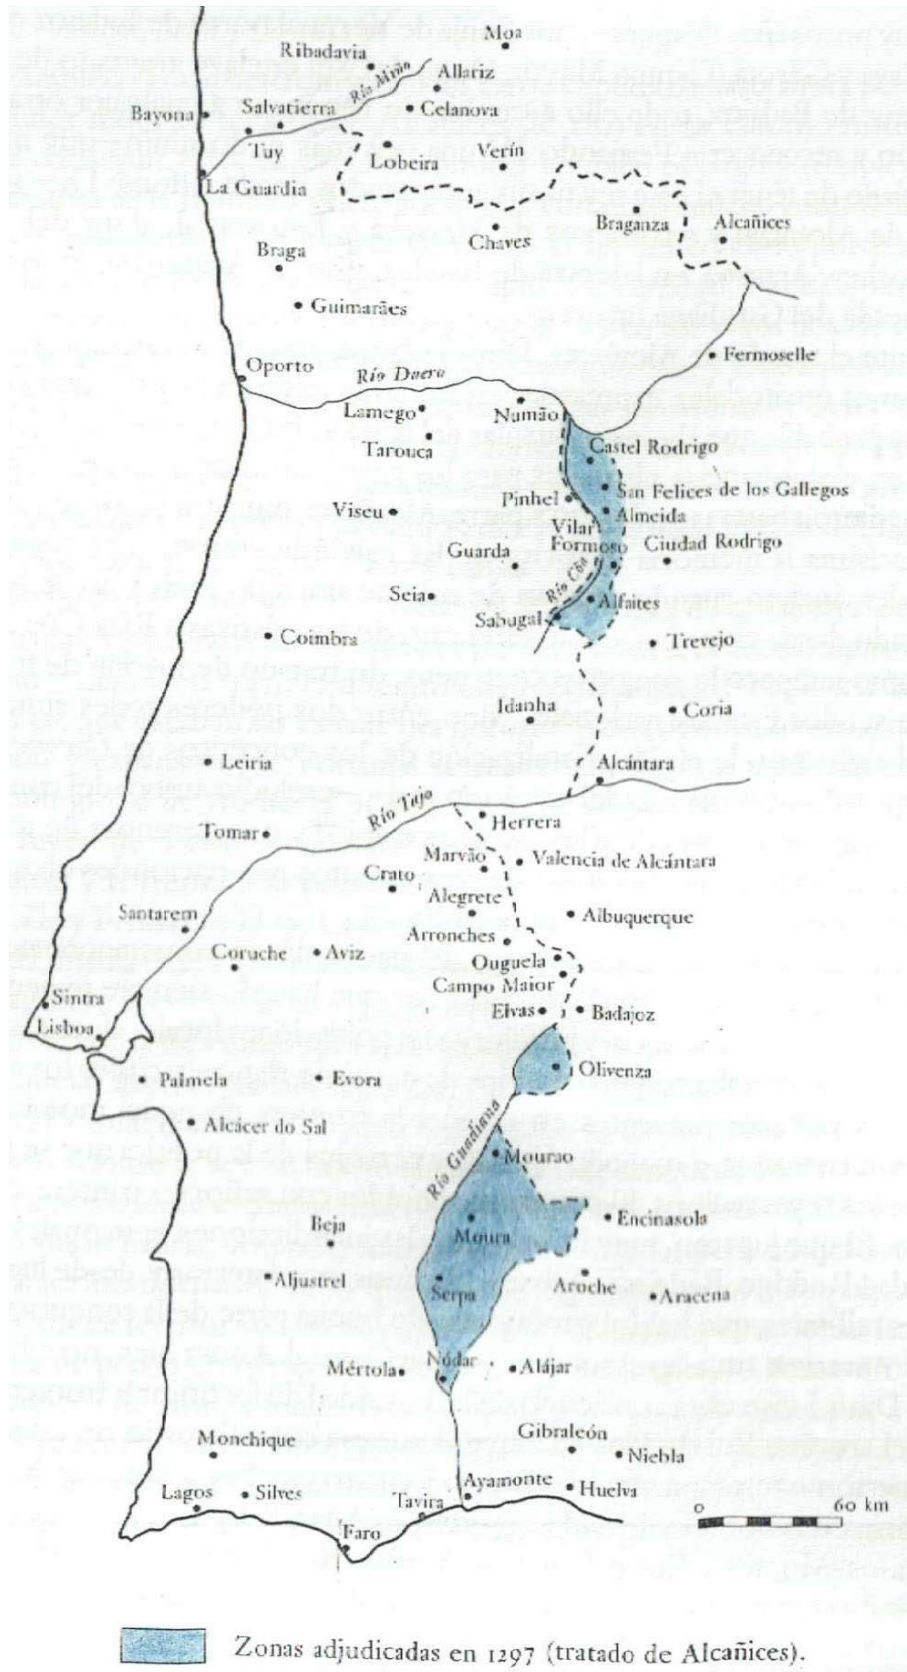 Moa
Ribadavia
Río Miño
Allariz
Bayona
Salvatierra
Celanova
Tuy
Lobeira
Verín
La Guardia
Braganza
Alcañices
Chaves
Braga
Guimarães
Fermoselle
Oporto
Río Duero
Lamego
Numão
Tarouca
Castel Rodrigo
Pinhel
San Felices de los Gallegos
Viseu
Almeida
Vilar
Formoso
Ciudad Rodrigo
Guarda
Río Côa
Seia
Alfaites
Sabugal
Coimbra
Trevejo
Idanha
Coria
Leiria
Alcántara
Río Tajo
Tomar
Herrera
Marvão
Valencia de Alcántara
Crato
Alegrete
Santarem
Albuquerque
Arronches
Coruche
Aviz
Ouguela
Campo Maior
Sintra
Elvas
Badajoz
Lisboa
Olivenza
Palmela
Evora
Río Guadiana
Alcácer do Sal
Mourao
Beja
Moura
Encinasola
Aljustrel
Serpa
Aroche
Aracena
Mértola
Nódar
Alájar
Monchique
Gibraleón
Niebla
Lagos
Silves
Tavira
Ayamonte
Huelva
0 60 km
Faro
Zonas adjudicadas en 1297 (tratado de Alcañices).